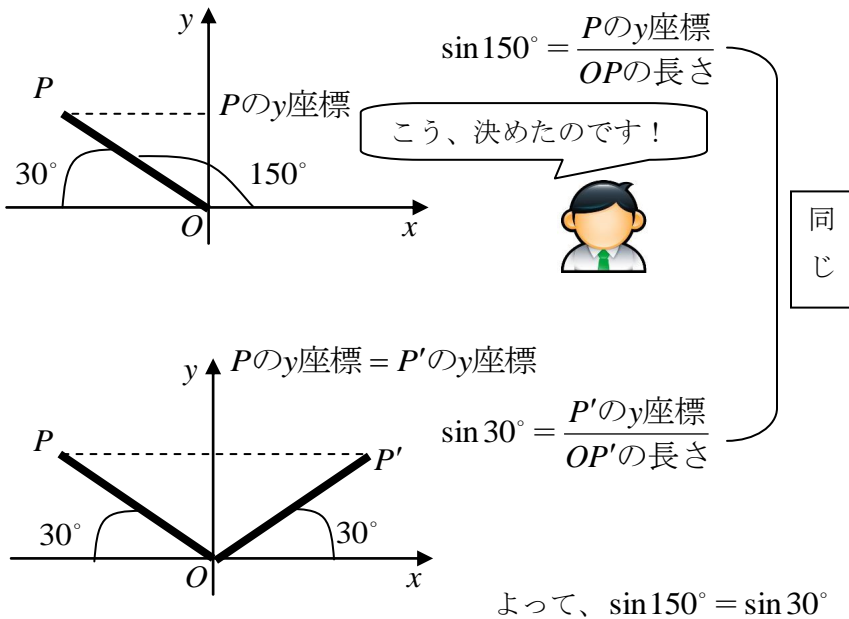 y
sin150° = Pのy座標 / OPの長さ
P
Pのy座標
こう、決めたのです！
30°
150°
O
x
同じ
y
Pのy座標 = P′のy座標
sin30° = P′のy座標 / OP′の長さ
P
P′
30°
30°
O
x
よって、sin150° = sin30°